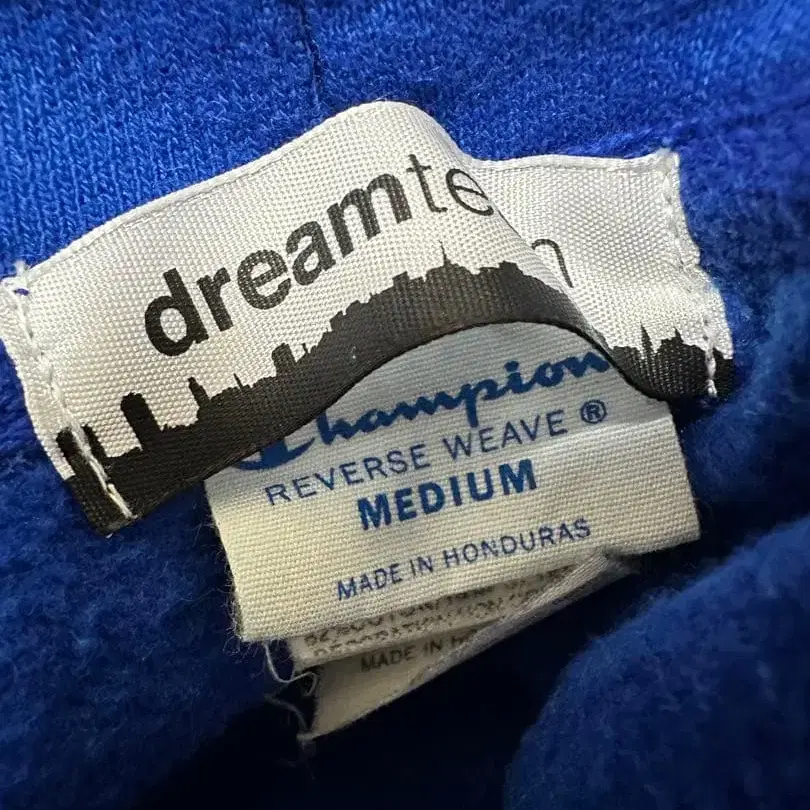 dreamte n
Champion
REVERSE WEAVE ®
MEDIUM
MADE IN HONDURAS
MADE IN